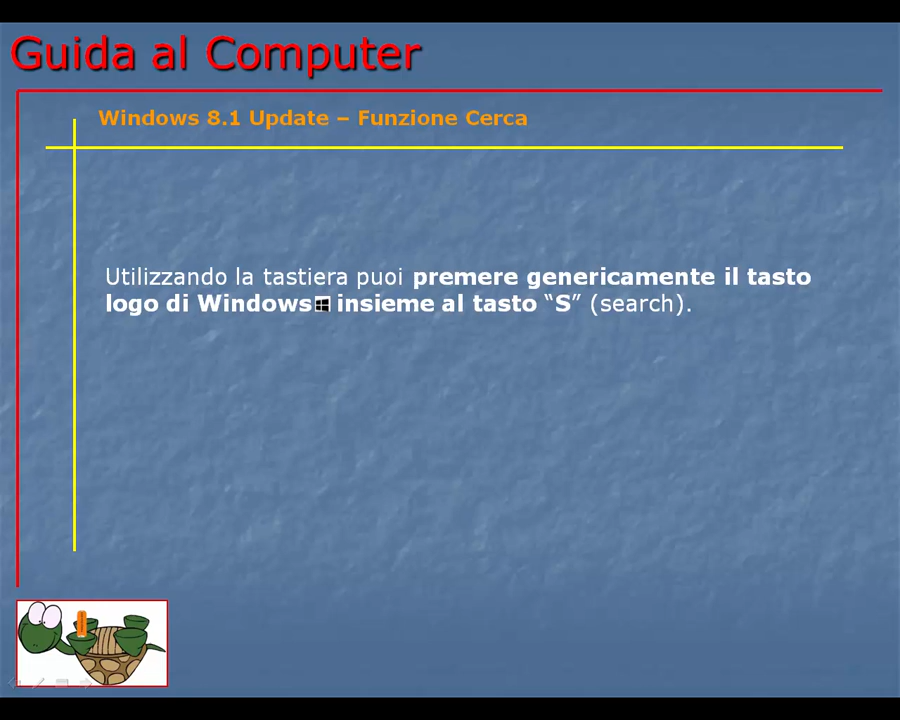 Guida al Computer
Windows 8.1 Update – Funzione Cerca
Utilizzando la tastiera puoi premere genericamente il tasto
logo di Windows insieme al tasto “S” (search).